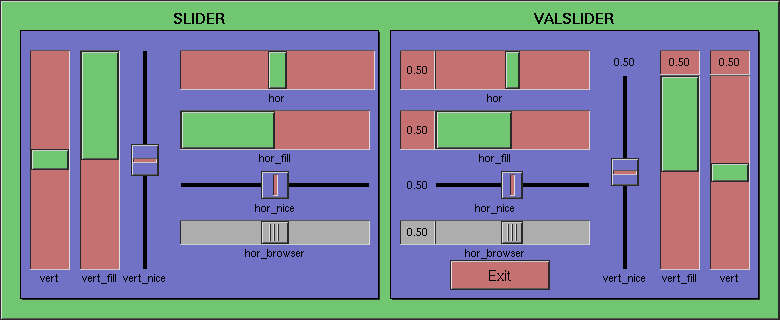 SLIDER
hor
hor_fill
hor_nice
hor_browser
vert
vert_fill
vert_nice
VALSLIDER
0.50
hor
0.50
hor_fill
0.50
hor_nice
0.50
hor_browser
Exit
0.50
0.50
0.50
vert_nice
vert_fill
vert